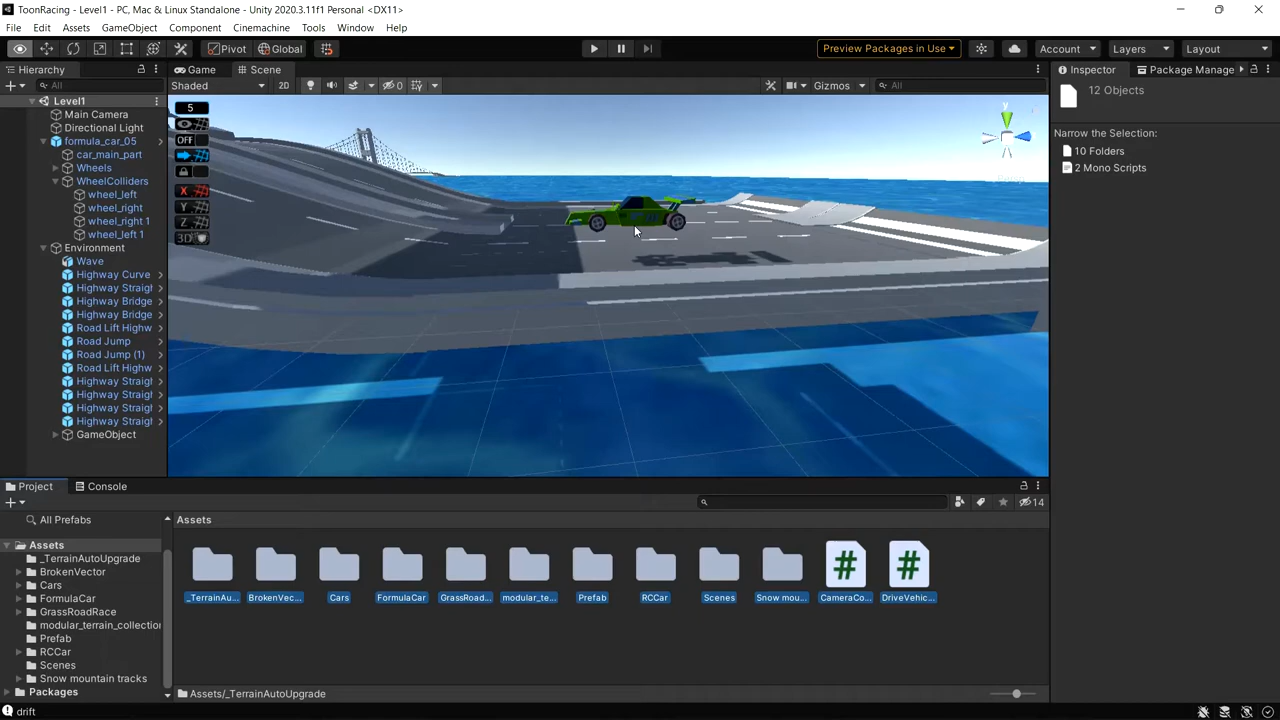 ToonRacing - Level1 - PC, Mac & Linux Standalone - Unity 2020.3.11f1 Personal <DX11>
File Edit Assets GameObject Component Cinemachine Tools Window Help
Pivot Global Preview Packages in Use Account Layers Layout
Hierarchy
All
Level1
Main Camera
Directional Light
formula_car_05
car_main_part
Wheels
WheelColliders
wheel_left
wheel_right
wheel_right 1
wheel_left 1
Environment
Wave
Highway Curve
Highway Straigl
Highway Bridge
Highway Bridge
Road Lift Highw
Road Jump
Road Jump (1)
Road Lift Highw
Highway Straigl
Highway Straigl
Highway Straigl
Highway Straigl
GameObject
Game Scene
Shaded 2D 0 Gizmos All
5
OFF
X
Y
Z
3D
y
Persp
Inspector Package Manage
12 Objects
Narrow the Selection:
10 Folders
2 Mono Scripts
Project Console
14
All Prefabs
Assets
_TerrainAutoUpgrade
BrokenVector
Cars
FormulaCar
GrassRoadRace
modular_terrain_collection
Prefab
RCCar
Scenes
Snow mountain tracks
Packages
Assets
_TerrainAu... BrokenVec... Cars FormulaCar GrassRoad... modular_te... Prefab RCCar Scenes Snow mou... CameraCo... DriveVehic...
Assets/_TerrainAutoUpgrade
drift